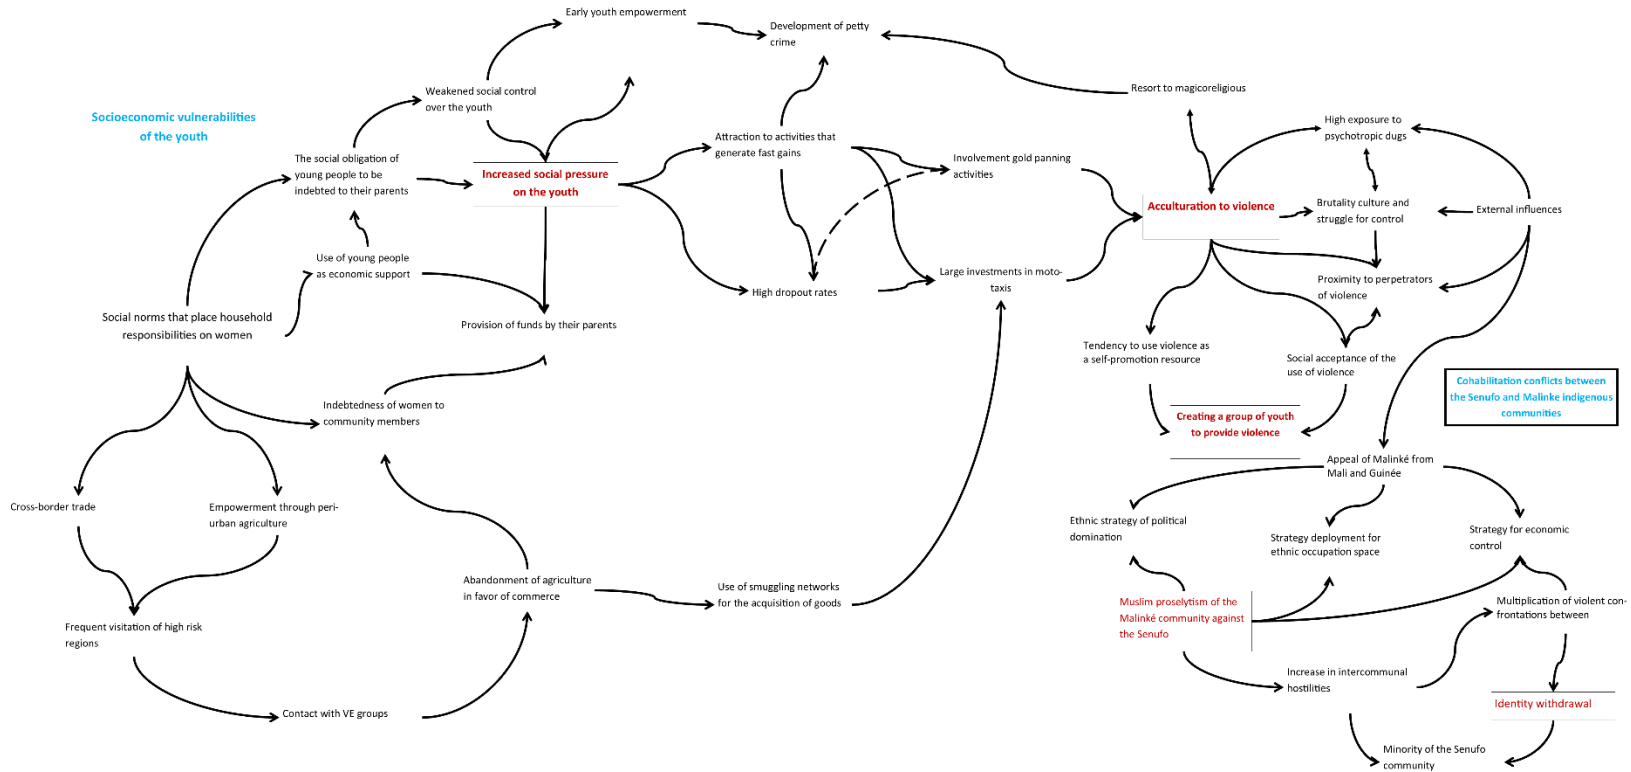 Early youth empowerment
Development of petty
crime
Weakened social control
over the youth
Resort to magicoreligious
Socioeconomic vulnerabilities
of the youth
High exposure to
psychotropic dugs
Attraction to activities that
generate fast gains
The social obligation of
young people to be
indebted to their parents
Increased social pressure
on the youth
Involvement gold panning
activities
Acculturation to violence
Brutality culture and
struggle for control
External influences
Use of young people
as economic support
High dropout rates
Large investments in moto-
taxis
Proximity to perpetrators
of violence
Social norms that place household
responsibilities on women
Provision of funds by their parents
Tendency to use violence as
a self-promotion resource
Social acceptance of the
use of violence
Cohabilitation conflicts between
the Senufo and Malinke indigenous
communities
Indebtedness of women to
community members
Creating a group of youth
to provide violence
Appeal of Malinké from
Mali and Guinée
Cross-border trade
Empowerment through peri-
urban agriculture
Ethnic strategy of political
domination
Strategy deployment for
ethnic occupation space
Strategy for economic
control
Abandonment of agriculture
in favor of commerce
Use of smuggling networks
for the acquisition of goods
Muslim proselytism of the
Malinké community against
the Senufo
Multiplication of violent con-
frontations between
Frequent visitation of high risk
regions
Increase in intercommunal
hostilities
Identity withdrawal
Contact with VE groups
Minority of the Senufo
community